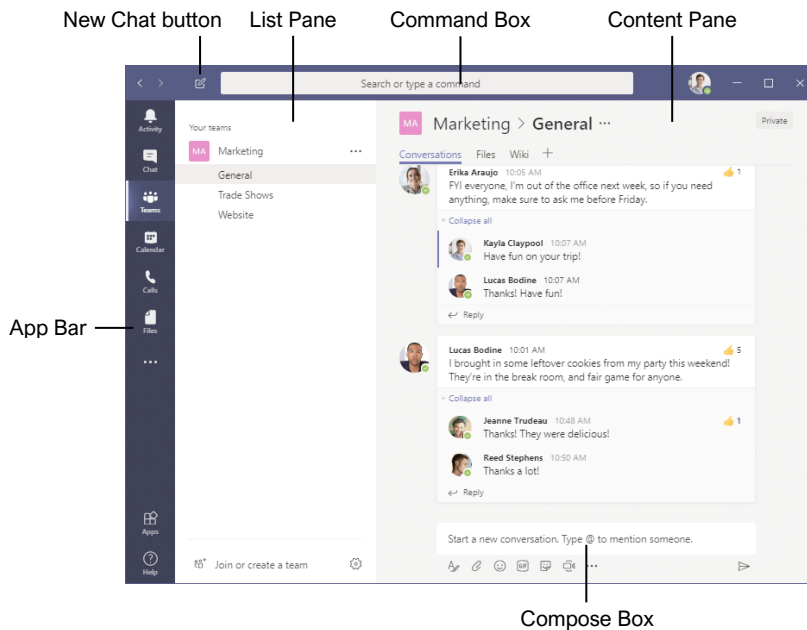 New Chat button List Pane Command Box Content Pane
Search or type a command
Activity
Chat
Teams
Calendar
Calls
Files
...
Apps
Help
App Bar
Your teams
MA Marketing ...
General
Trade Shows
Website
Join or create a team
MA Marketing > General ...
Private
Conversations Files Wiki +
Erika Araujo 10:05 AM 1
FYI everyone, I'm out of the office next week, so if you need
anything, make sure to ask me before Friday.
Collapse all
Kayla Claypool 10:07 AM
Have fun on your trip!
Lucas Bodine 10:07 AM
Thanks! Have fun!
Reply
Lucas Bodine 10:01 AM 5
I brought in some leftover cookies from my party this weekend!
They're in the break room, and fair game for anyone.
Collapse all
Jeanne Trudeau 10:48 AM 1
Thanks! They were delicious!
Reed Stephens 10:50 AM
Thanks a lot!
Reply
Start a new conversation. Type @ to mention someone.
GIF ...
Compose Box